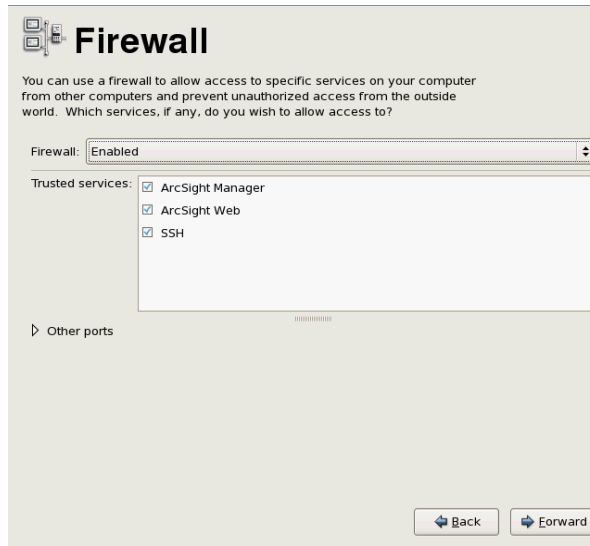 Firewall
You can use a firewall to allow access to specific services on your computer
from other computers and prevent unauthorized access from the outside
world. Which services, if any, do you wish to allow access to?
Firewall: Enabled
Trusted services:
ArcSight Manager
ArcSight Web
SSH
Other ports
Back
Forward